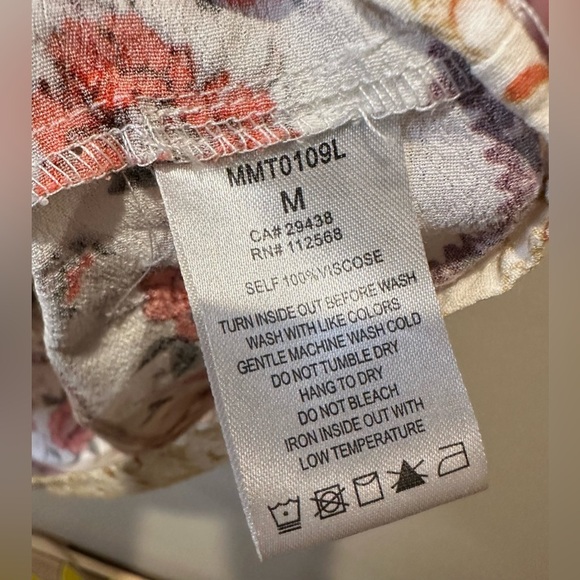 MMT0109L
M
CA# 29438
RN# 112568
SELF 100% VISCOSE
TURN INSIDE OUT BEFORE WASH
WASH WITH LIKE COLORS
GENTLE MACHINE WASH COLD
DO NOT TUMBLE DRY
HANG TO DRY
DO NOT BLEACH
IRON INSIDE OUT WITH
LOW TEMPERATURE